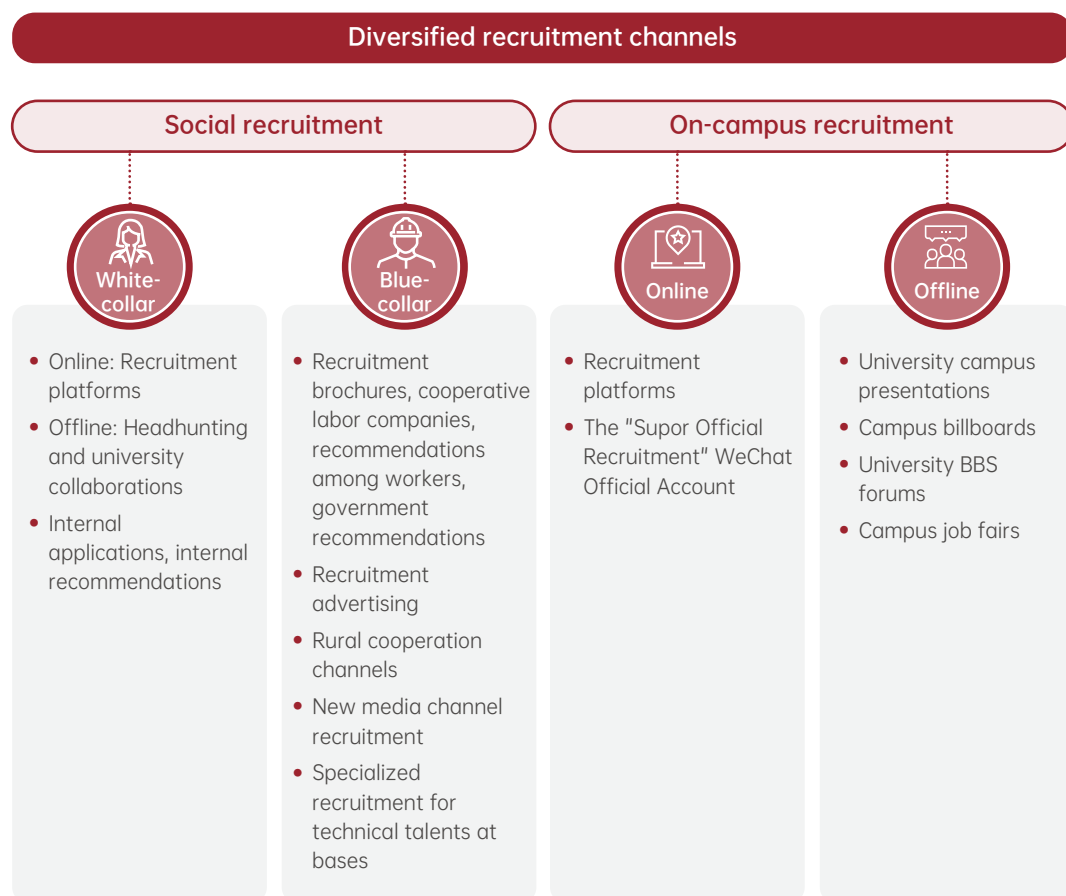 Diversified recruitment channels
Social recruitment
White-
collar
• Online: Recruitment
platforms
• Offline: Headhunting
and university
collaborations
• Internal
applications, internal
recommendations
Blue-
collar
• Recruitment
brochures, cooperative
labor companies,
recommendations
among workers,
government
recommendations
• Recruitment
advertising
• Rural cooperation
channels
• New media channel
recruitment
• Specialized
recruitment for
technical talents at
bases
On-campus recruitment
Online
• Recruitment
platforms
• The "Supor Official
Recruitment" WeChat
Official Account
Offline
• University campus
presentations
• Campus billboards
• University BBS
forums
• Campus job fairs